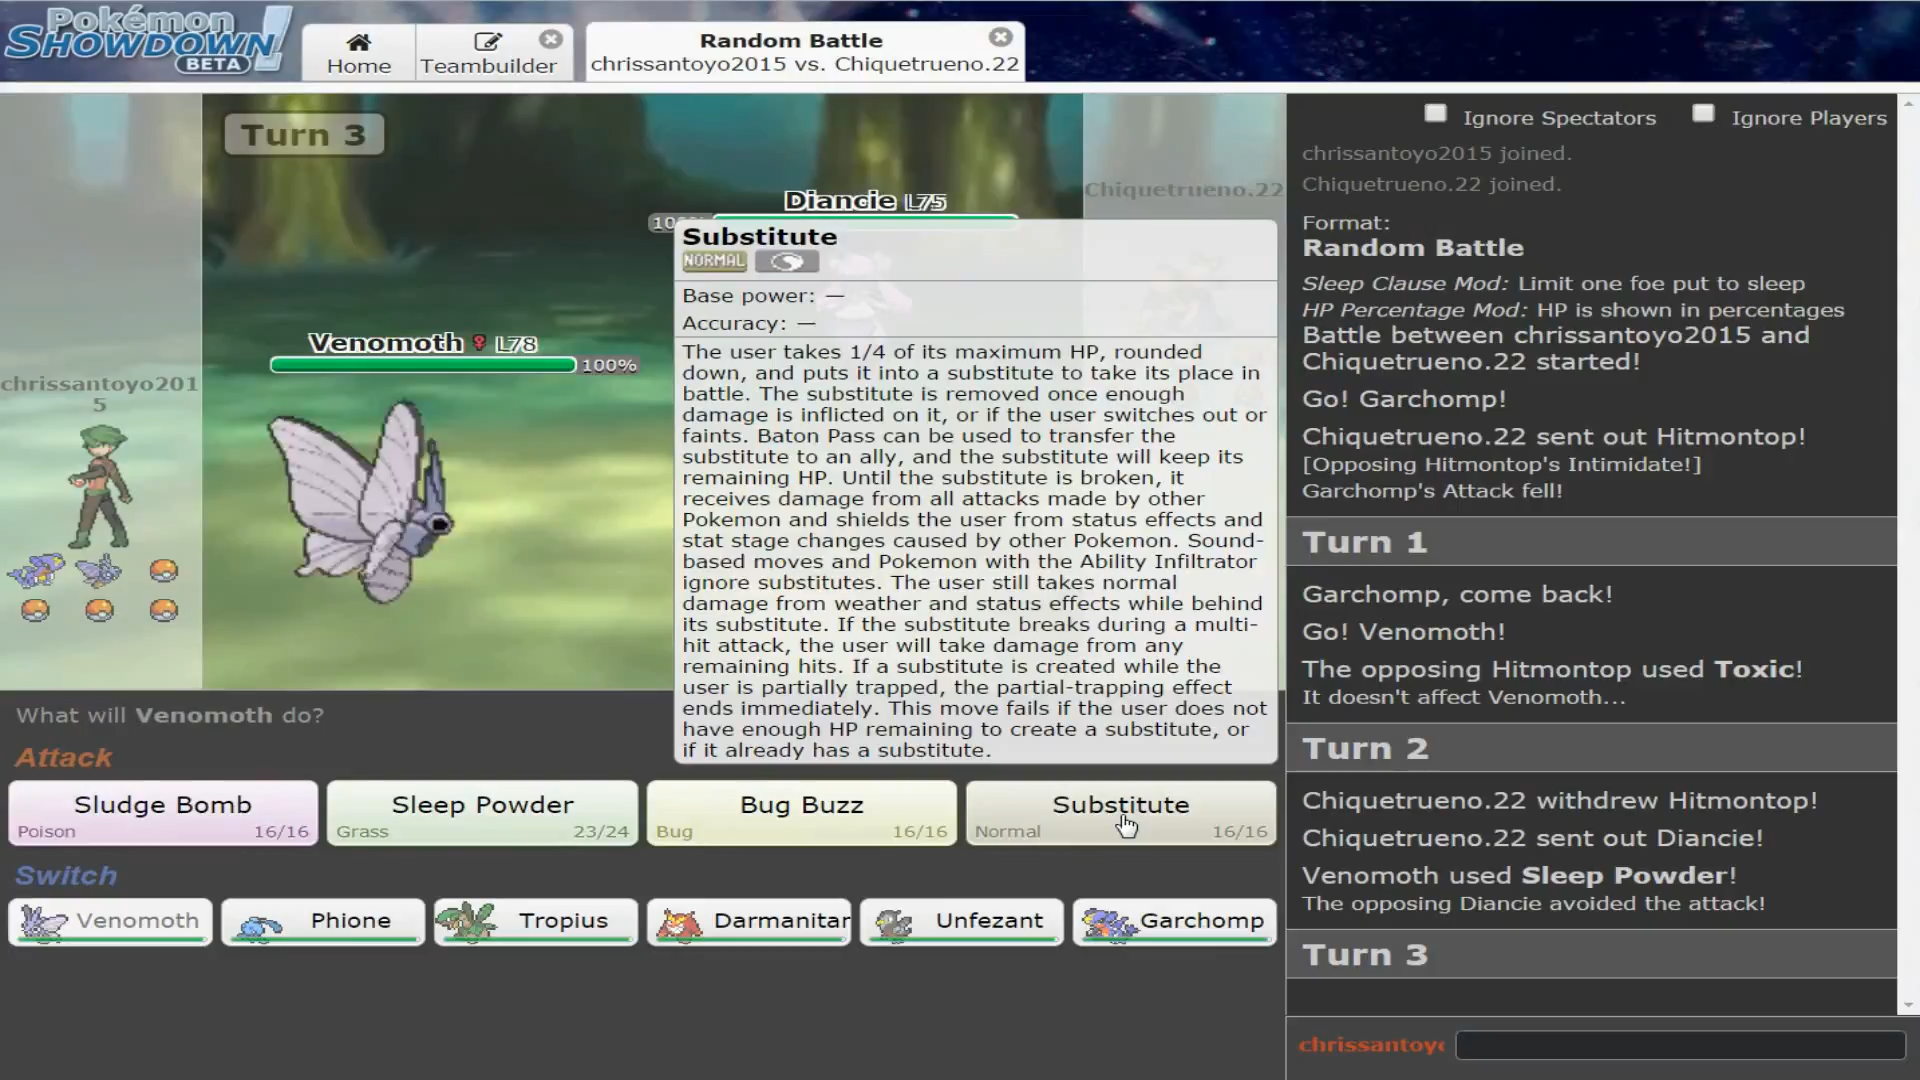 Pokémon
SHOWDOWN!
BETA
Home
Teambuilder
Random Battle
chrissantoyo2015 vs. Chiquetrueno.22
Turn 3
Diancie L75
Chiquetrueno.22
Venomoth L78
100%
chrissantoyo201
5
Substitute
NORMAL
Base power: —
Accuracy: —
The user takes 1/4 of its maximum HP, rounded
down, and puts it into a substitute to take its place in
battle. The substitute is removed once enough
damage is inflicted on it, or if the user switches out or
faints. Baton Pass can be used to transfer the
substitute to an ally, and the substitute will keep its
remaining HP. Until the substitute is broken, it
receives damage from all attacks made by other
Pokemon and shields the user from status effects and
stat stage changes caused by other Pokemon. Sound-
based moves and Pokemon with the Ability Infiltrator
ignore substitutes. The user still takes normal
damage from weather and status effects while behind
its substitute. If the substitute breaks during a multi-
hit attack, the user will take damage from any
remaining hits. If a substitute is created while the
user is partially trapped, the partial-trapping effect
ends immediately. This move fails if the user does not
have enough HP remaining to create a substitute, or
if it already has a substitute.
What will Venomoth do?
Attack
Sludge Bomb
Poison 16/16
Sleep Powder
Grass 23/24
Bug Buzz
Bug 16/16
Substitute
Normal 16/16
Switch
Venomoth
Phione
Tropius
Darmanitar
Unfezant
Garchomp
Ignore Spectators
Ignore Players
chrissantoyo2015 joined.
Chiquetrueno.22 joined.
Format:
Random Battle
Sleep Clause Mod: Limit one foe put to sleep
HP Percentage Mod: HP is shown in percentages
Battle between chrissantoyo2015 and
Chiquetrueno.22 started!
Go! Garchomp!
Chiquetrueno.22 sent out Hitmontop!
[Opposing Hitmontop's Intimidate!]
Garchomp's Attack fell!
Turn 1
Garchomp, come back!
Go! Venomoth!
The opposing Hitmontop used Toxic!
It doesn't affect Venomoth...
Turn 2
Chiquetrueno.22 withdrew Hitmontop!
Chiquetrueno.22 sent out Diancie!
Venomoth used Sleep Powder!
The opposing Diancie avoided the attack!
Turn 3
chrissantoyo